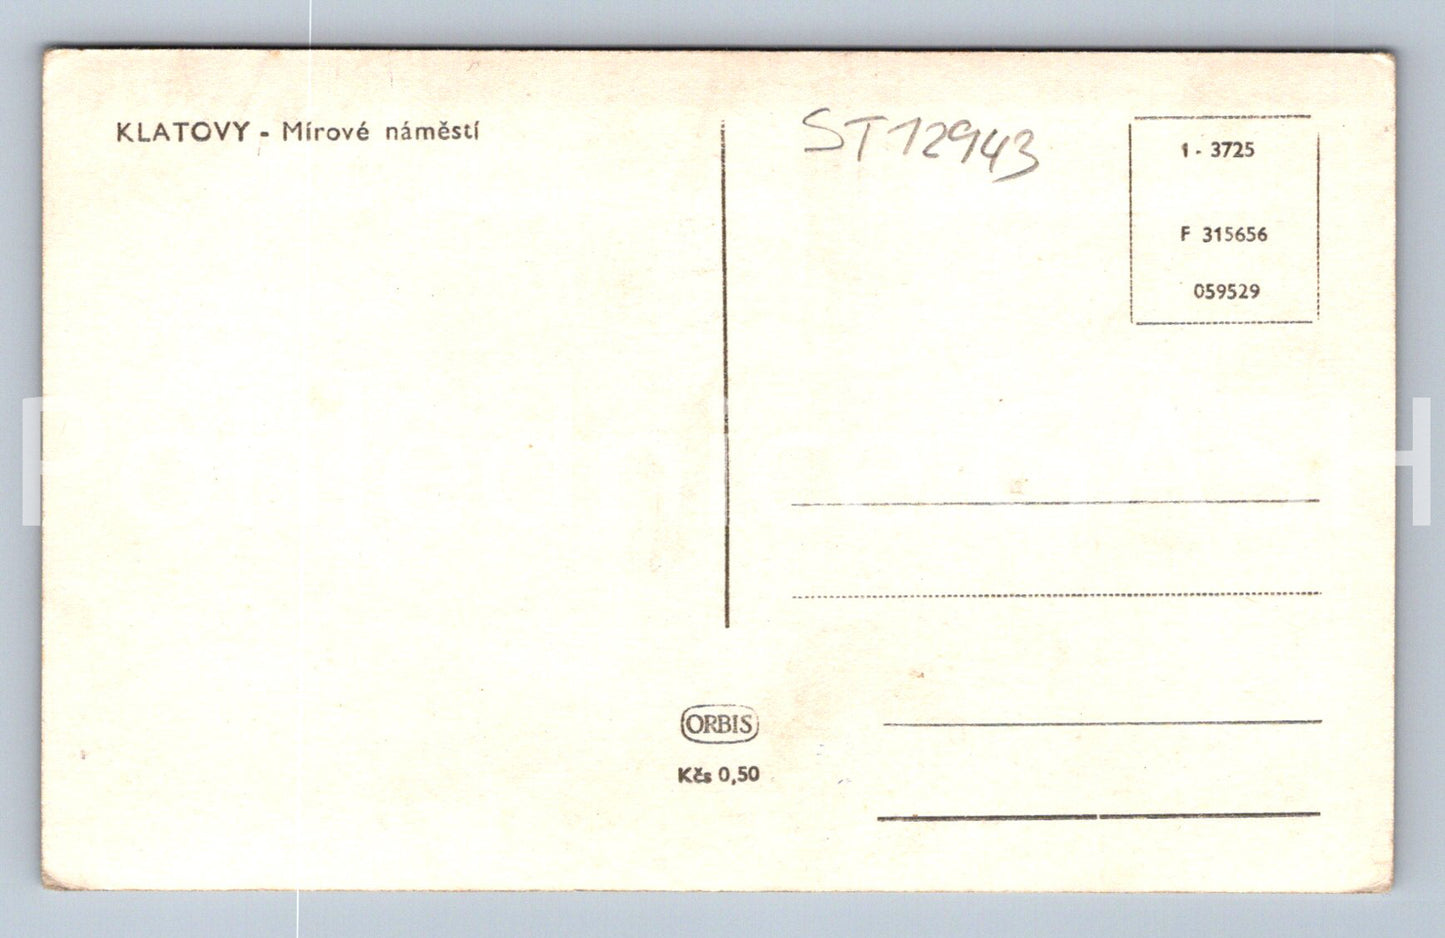 KLATOVY - Mírové náměstí
ST12943
1 - 3725
F 315656
059529
ORBIS
Kčs 0,50